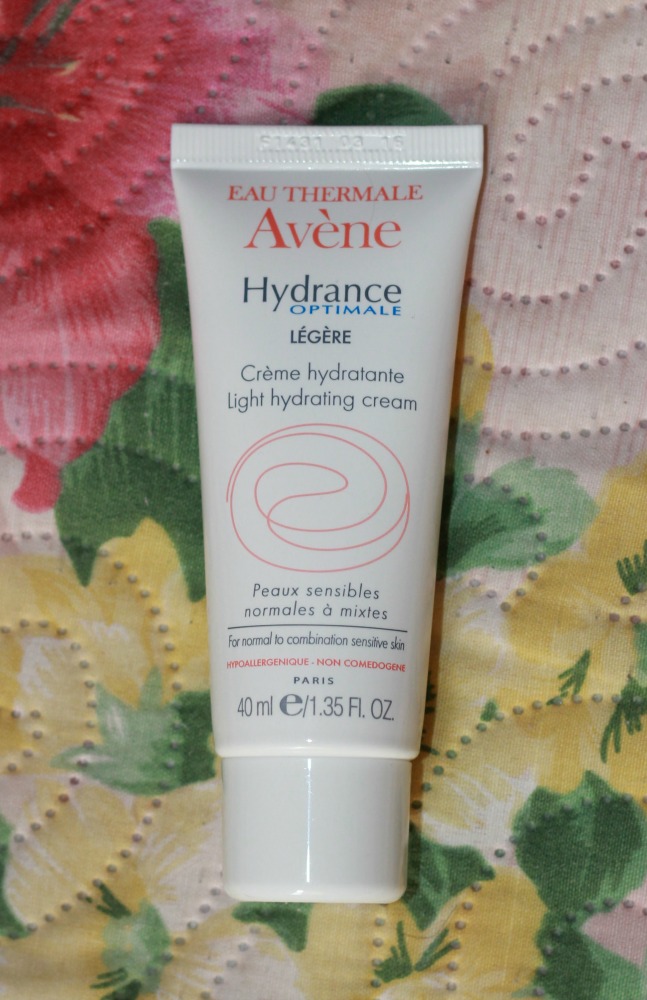 EAU THERMALE
Avène
Hydrance
OPTIMALE
LÉGÈRE
Crème hydratante
Light hydrating cream
Peaux sensibles
normales à mixtes
For normal to combination sensitive skin
HYPOALLERGENIQUE - NON COMEDOGENE
PARIS
40 ml e/1.35 Fl. OZ.